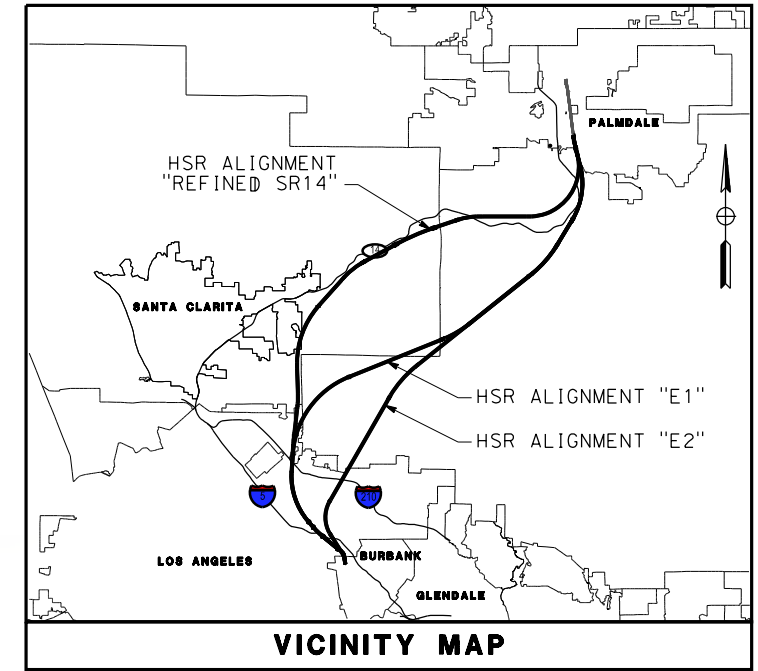 PALMDALE
HSR ALIGNMENT
"REFINED SR14"
14
SANTA CLARITA
HSR ALIGNMENT "E1"
HSR ALIGNMENT "E2"
5
210
LOS ANGELES
BURBANK
GLENDALE
VICINITY MAP